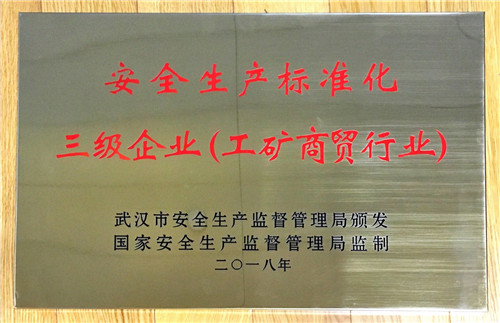 安全生产标准化
三级企业(工矿商贸行业)
武汉市安全生产监督管理局颁发
国家安全生产监督管理局监制
二〇一八年